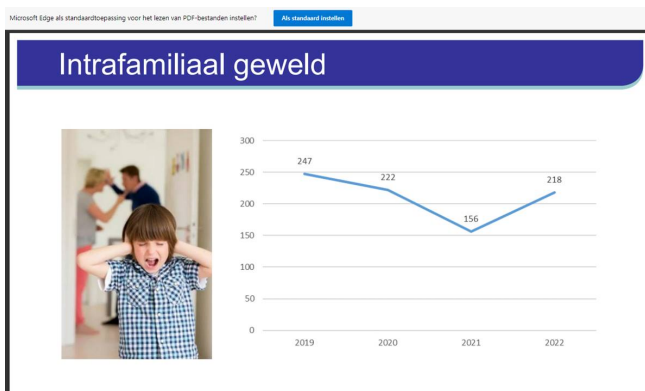 Microsoft Edge als standaardtoepassing voor het lezen van PDF-bestanden instellen?
Als standaard instellen
Intrafamiliaal geweld
300
250
200
150
100
50
0
247
222
156
218
2019 2020 2021 2022